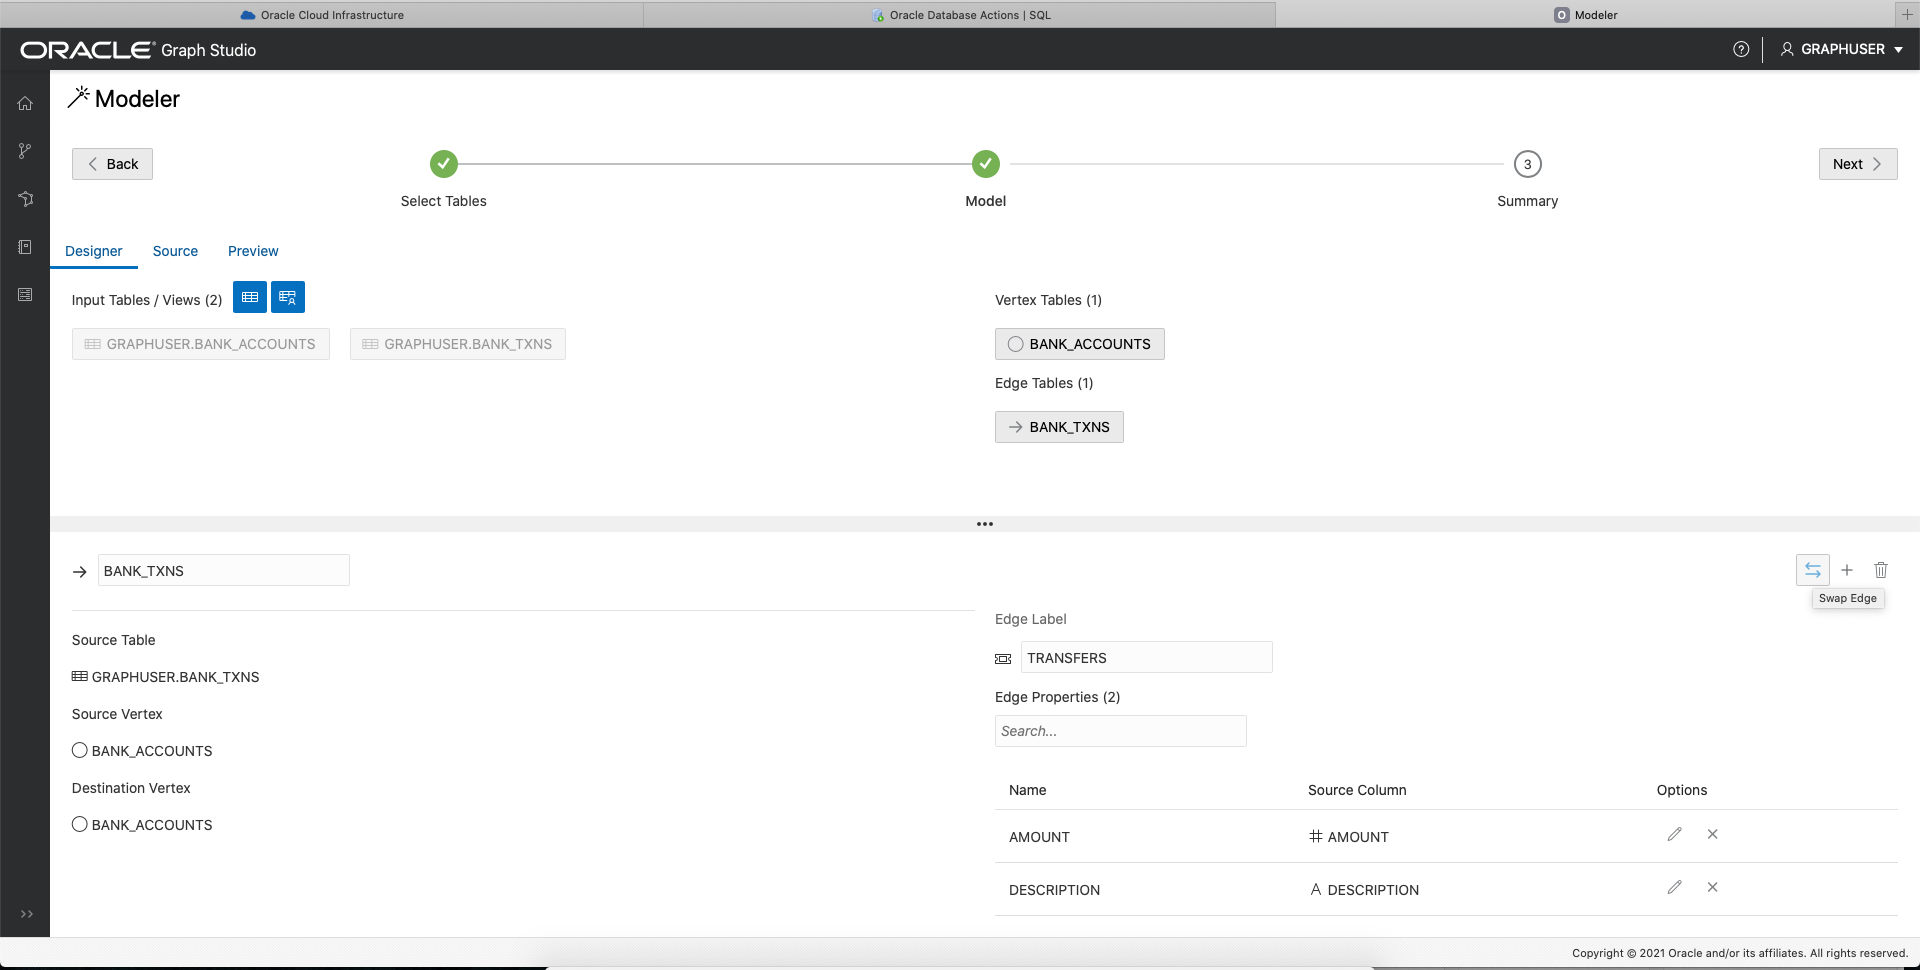 Oracle Cloud Infrastructure
Oracle Database Actions | SQL
O Modeler
ORACLE® Graph Studio
GRAPHUSER
Modeler
Back
3
Next
Select Tables
Model
Summary
Designer
Source
Preview
Input Tables / Views (2)
GRAPHUSER.BANK_ACCOUNTS
GRAPHUSER.BANK_TXNS
Vertex Tables (1)
BANK_ACCOUNTS
Edge Tables (1)
BANK_TXNS
BANK_TXNS
Swap Edge
Source Table
GRAPHUSER.BANK_TXNS
Source Vertex
BANK_ACCOUNTS
Destination Vertex
BANK_ACCOUNTS
Edge Label
TRANSFERS
Edge Properties (2)
Search...
Name Source Column Options
AMOUNT # AMOUNT
DESCRIPTION A DESCRIPTION
Copyright © 2021 Oracle and/or its affiliates. All rights reserved.